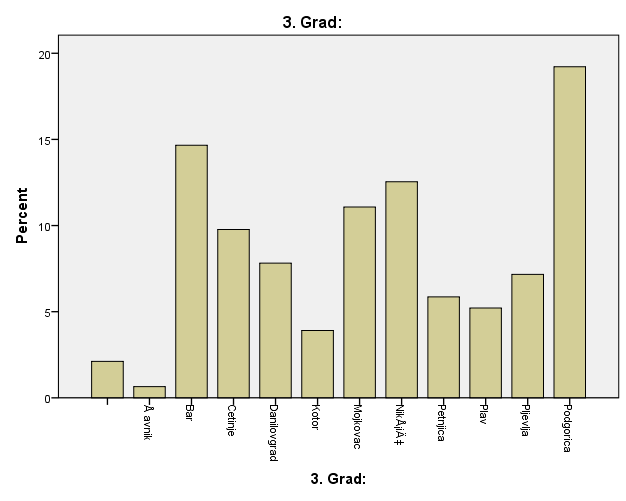 3. Grad:
Percent
20
15
10
5
0
Å avnik
Bar
Cetinje
Danilovgrad
Kotor
Mojkovac
NikÅ¡iÄ‡
Petnjica
Plav
Pljevlja
Podgorica
3. Grad: